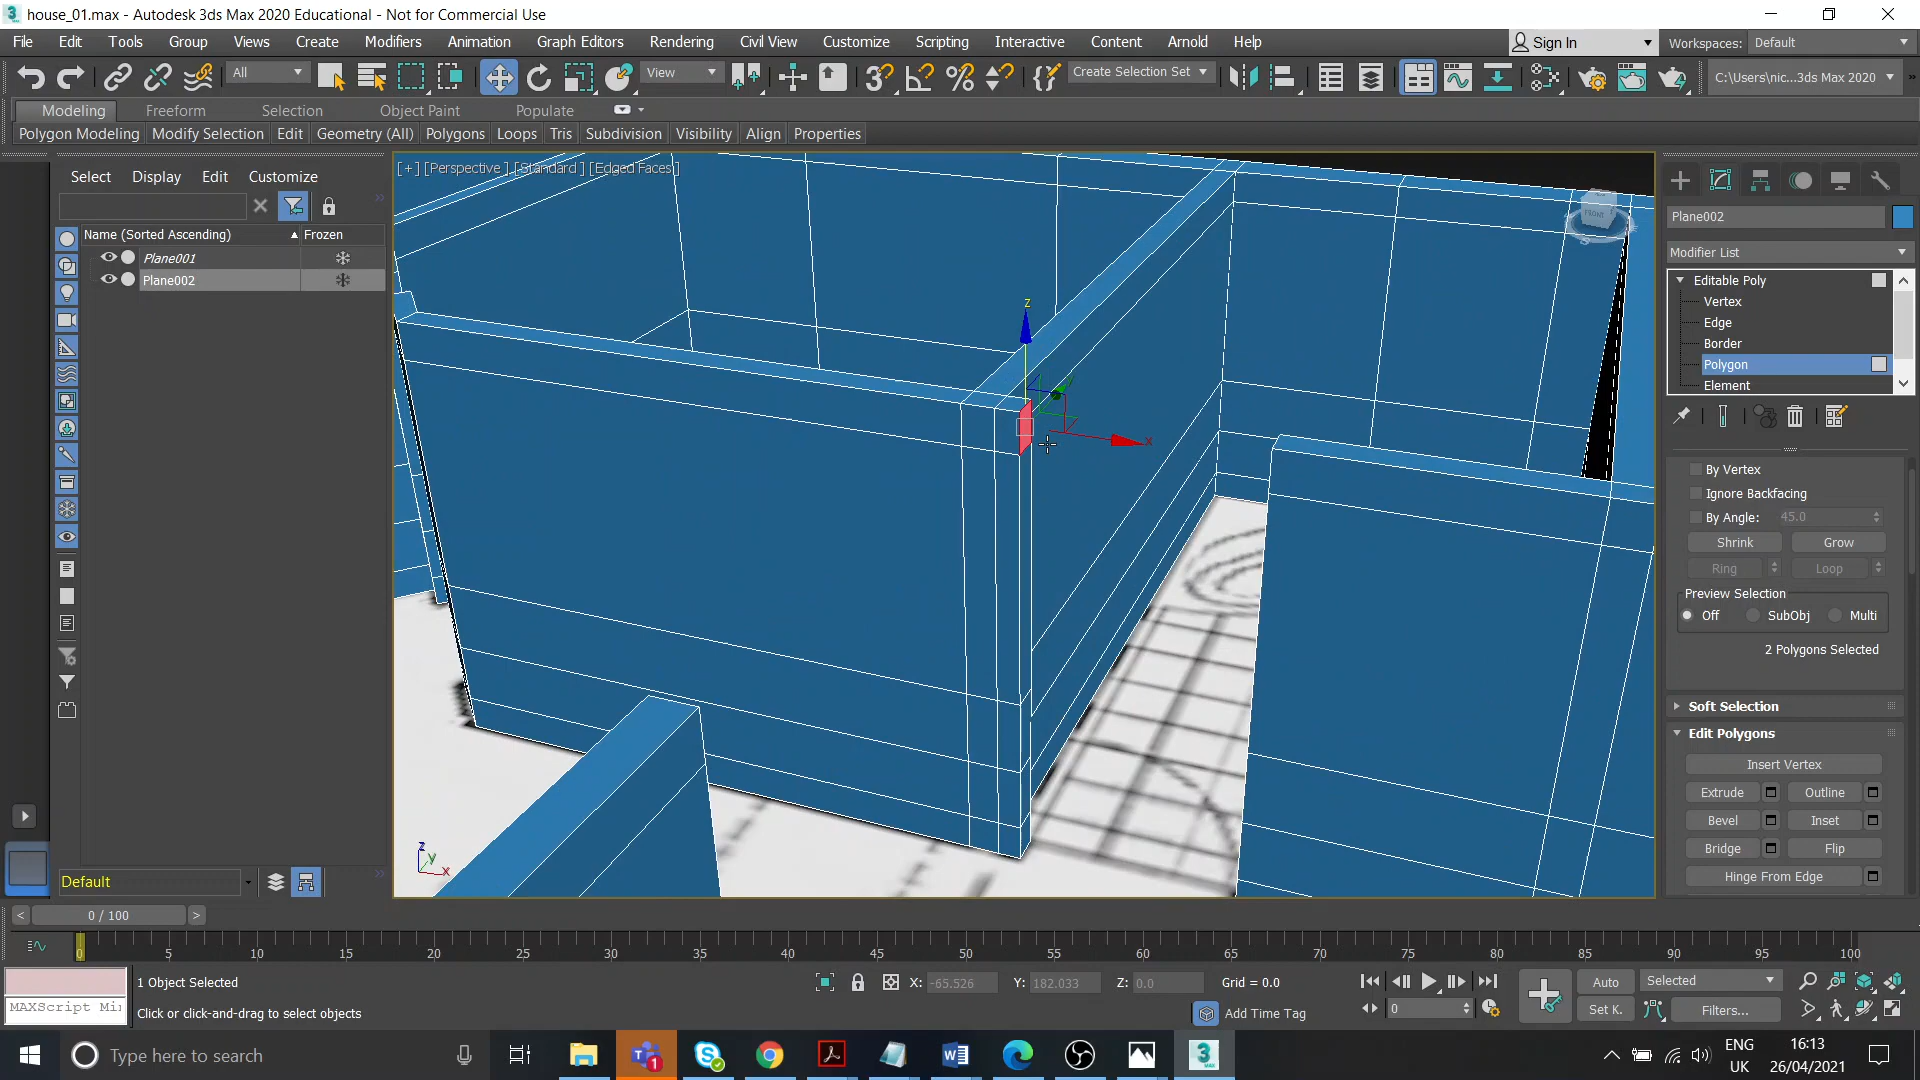 house_01.max - Autodesk 3ds Max 2020 Educational - Not for Commercial Use
File Edit Tools Group Views Create Modifiers Animation Graph Editors Rendering Civil View Customize Scripting Interactive Content Arnold Help
Sign In
Workspaces: Default
All
View
Create Selection Set
C:\Users\nic...3ds Max 2020
Modeling Freeform Selection Object Paint Populate
Polygon Modeling Modify Selection Edit Geometry (All) Polygons Loops Tris Subdivision Visibility Align Properties
Select Display Edit Customize
Name (Sorted Ascending) Frozen
Plane001
Plane002
Default
[+] [Perspective ] [Standard ] [Edged Faces ]
FRONT
S
z
x
z
y
x
Plane002
Modifier List
Editable Poly
Vertex
Edge
Border
Polygon
Element
By Vertex
Ignore Backfacing
By Angle: 45.0
Shrink Grow
Ring Loop
Preview Selection
Off SubObj Multi
2 Polygons Selected
Soft Selection
Edit Polygons
Insert Vertex
Extrude Outline
Bevel Inset
Bridge Flip
Hinge From Edge
< 0 / 100 >
0 5 10 15 20 25 30 35 40 45 50 55 60 65 70 75 80 85 90 95 100
1 Object Selected
X: -65.526 Y: 182.033 Z: 0.0 Grid = 0.0
Auto Selected
MAXScript Mi
Click or click-and-drag to select objects
Add Time Tag
0
Set K. Filters...
Type here to search
1
3
MAX
ENG
UK
16:13
26/04/2021